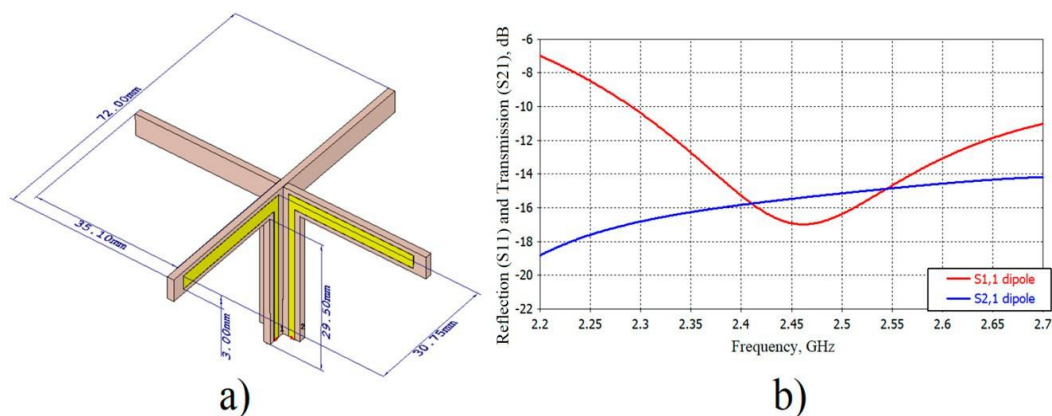 72.00mm
35.10mm
3.00mm
29.50mm
30.75mm
1
2
a)
Reflection (S11) and Transmission (S21), dB
-6
-8
-10
-12
-14
-16
-18
-20
-22
2.2
2.25
2.3
2.35
2.4
2.45
2.5
2.55
2.6
2.65
2.7
Frequency, GHz
S1,1 dipole
S2,1 dipole
b)